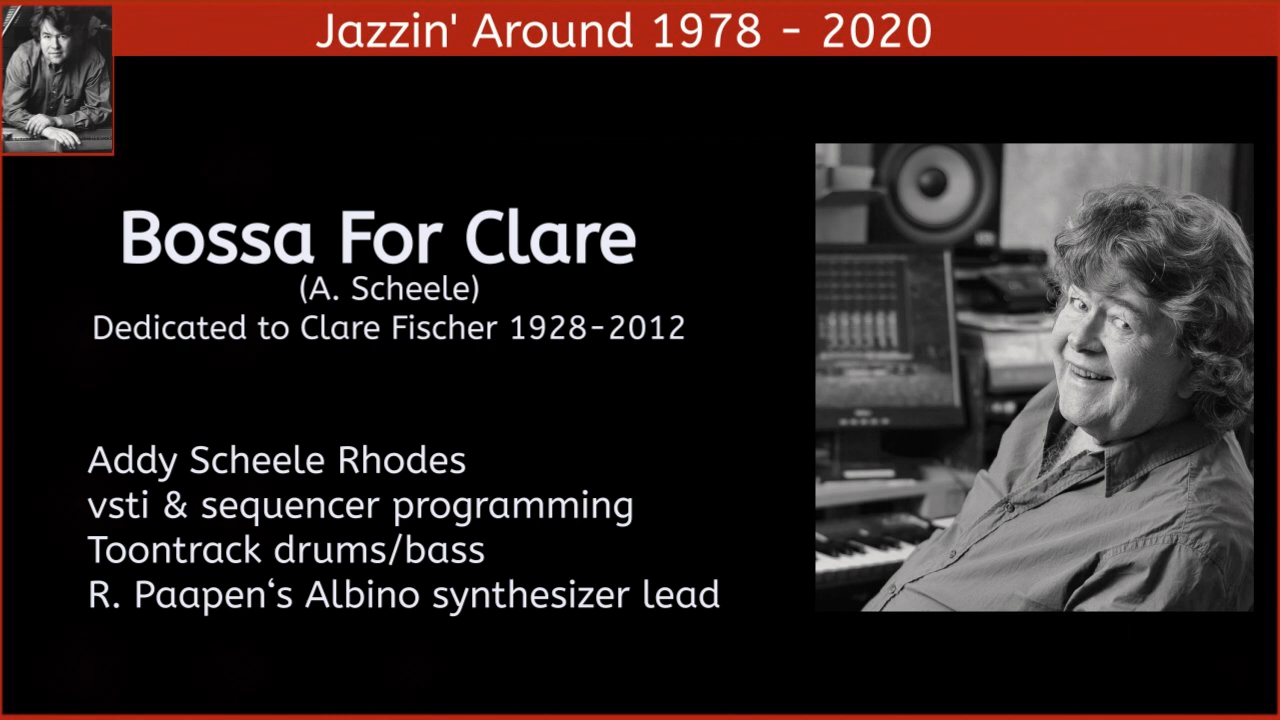 Jazzin' Around 1978 - 2020
Bossa For Clare
(A. Scheele)
Dedicated to Clare Fischer 1928-2012
Addy Scheele Rhodes
vsti & sequencer programming
Toontrack drums/bass
R. Paapen‘s Albino synthesizer lead